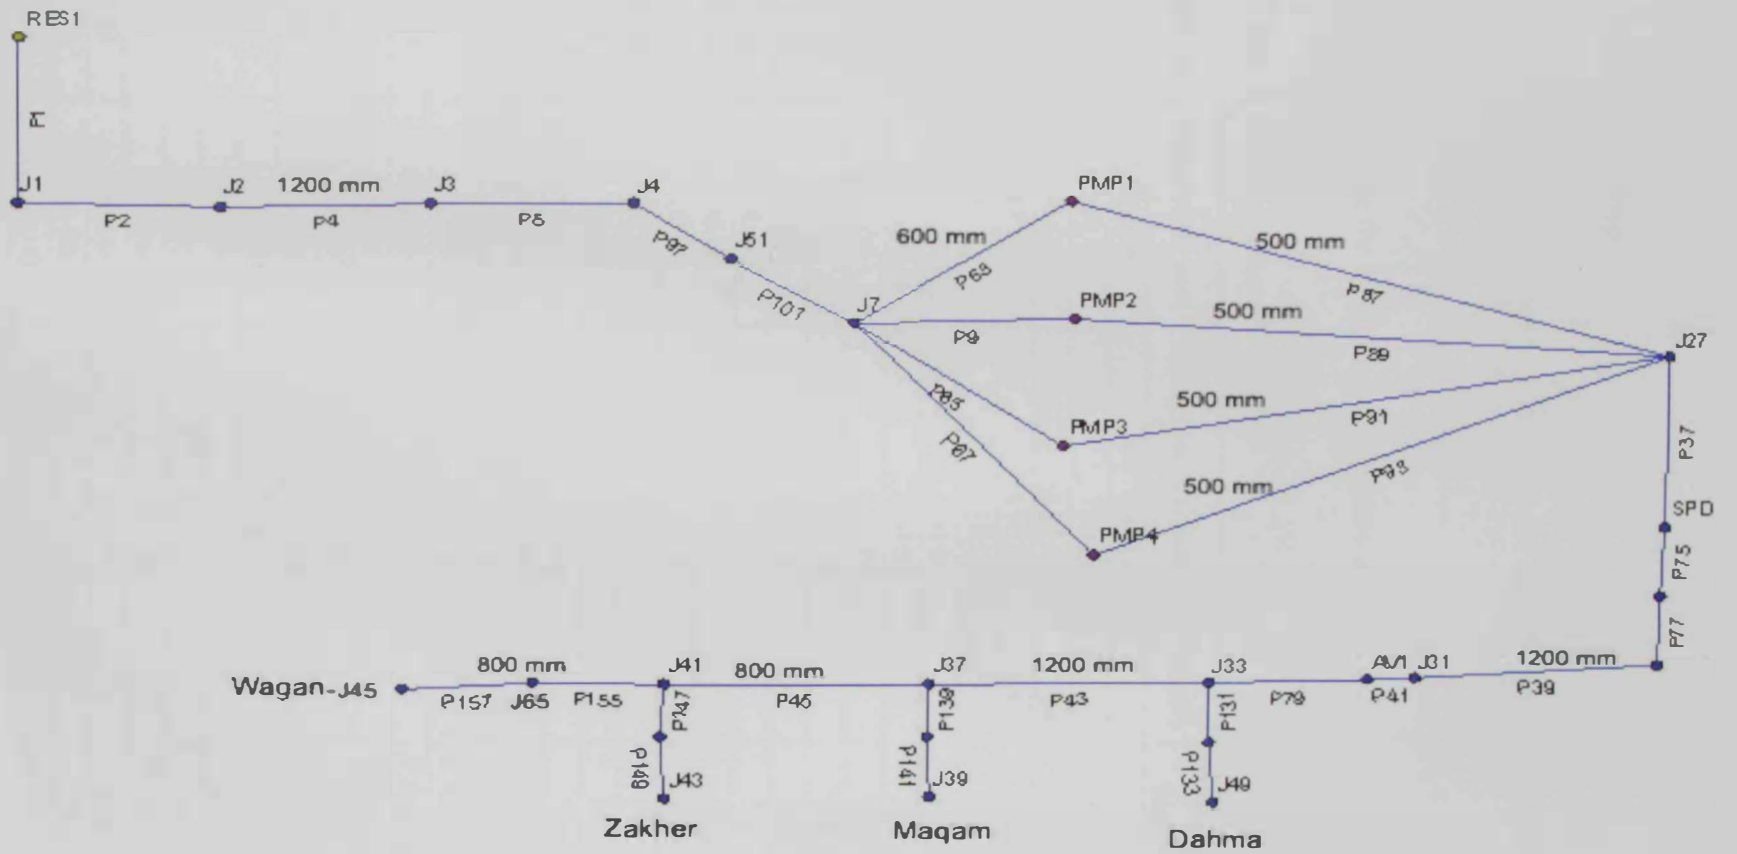 RES1
P1
J1
J2
1200 mm
J3
J4
P2
P4
P97
J51
P101
J7
600 mm
PMP1
500 mm
P87
PMP2
500 mm
P9
P89
J27
500 mm
PMP3
P91
P67
500 mm
P93
PMP4
P37
SPD
P75
P77
Wagan-J45
800 mm
J41
800 mm
J37
1200 mm
J33
AV1
J31
1200 mm
P157
J65
P155
P147
P45
P139
P43
P131
P79
P41
P39
P149
J43
P141
J39
P133
J49
Zakher
Maqam
Dahma